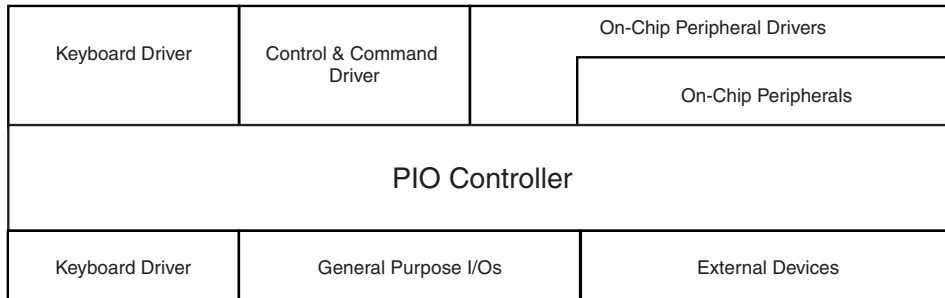 On-Chip Peripheral Drivers
Keyboard Driver
Control & Command
Driver
On-Chip Peripherals
PIO Controller
Keyboard Driver
General Purpose I/Os
External Devices